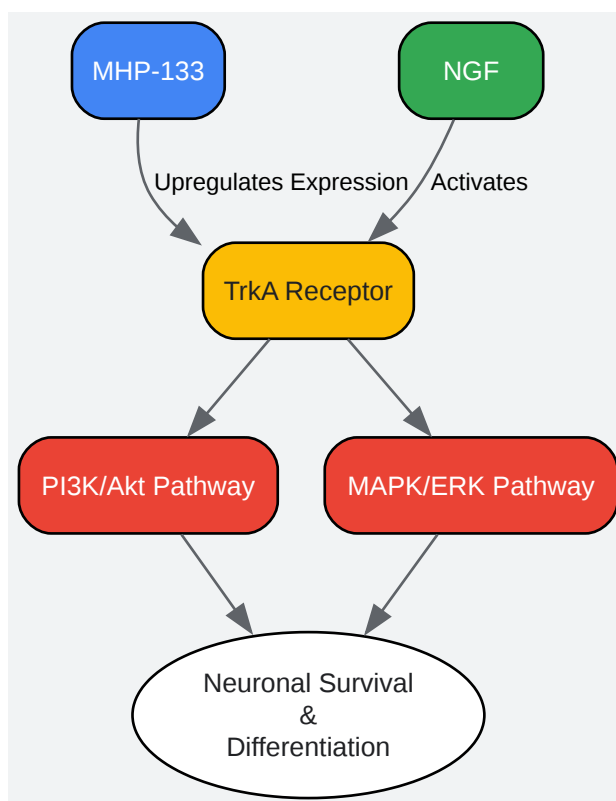 MHP-133
NGF
Upregulates Expression
Activates
TrkA Receptor
PI3K/Akt Pathway
MAPK/ERK Pathway
Neuronal Survival
&
Differentiation